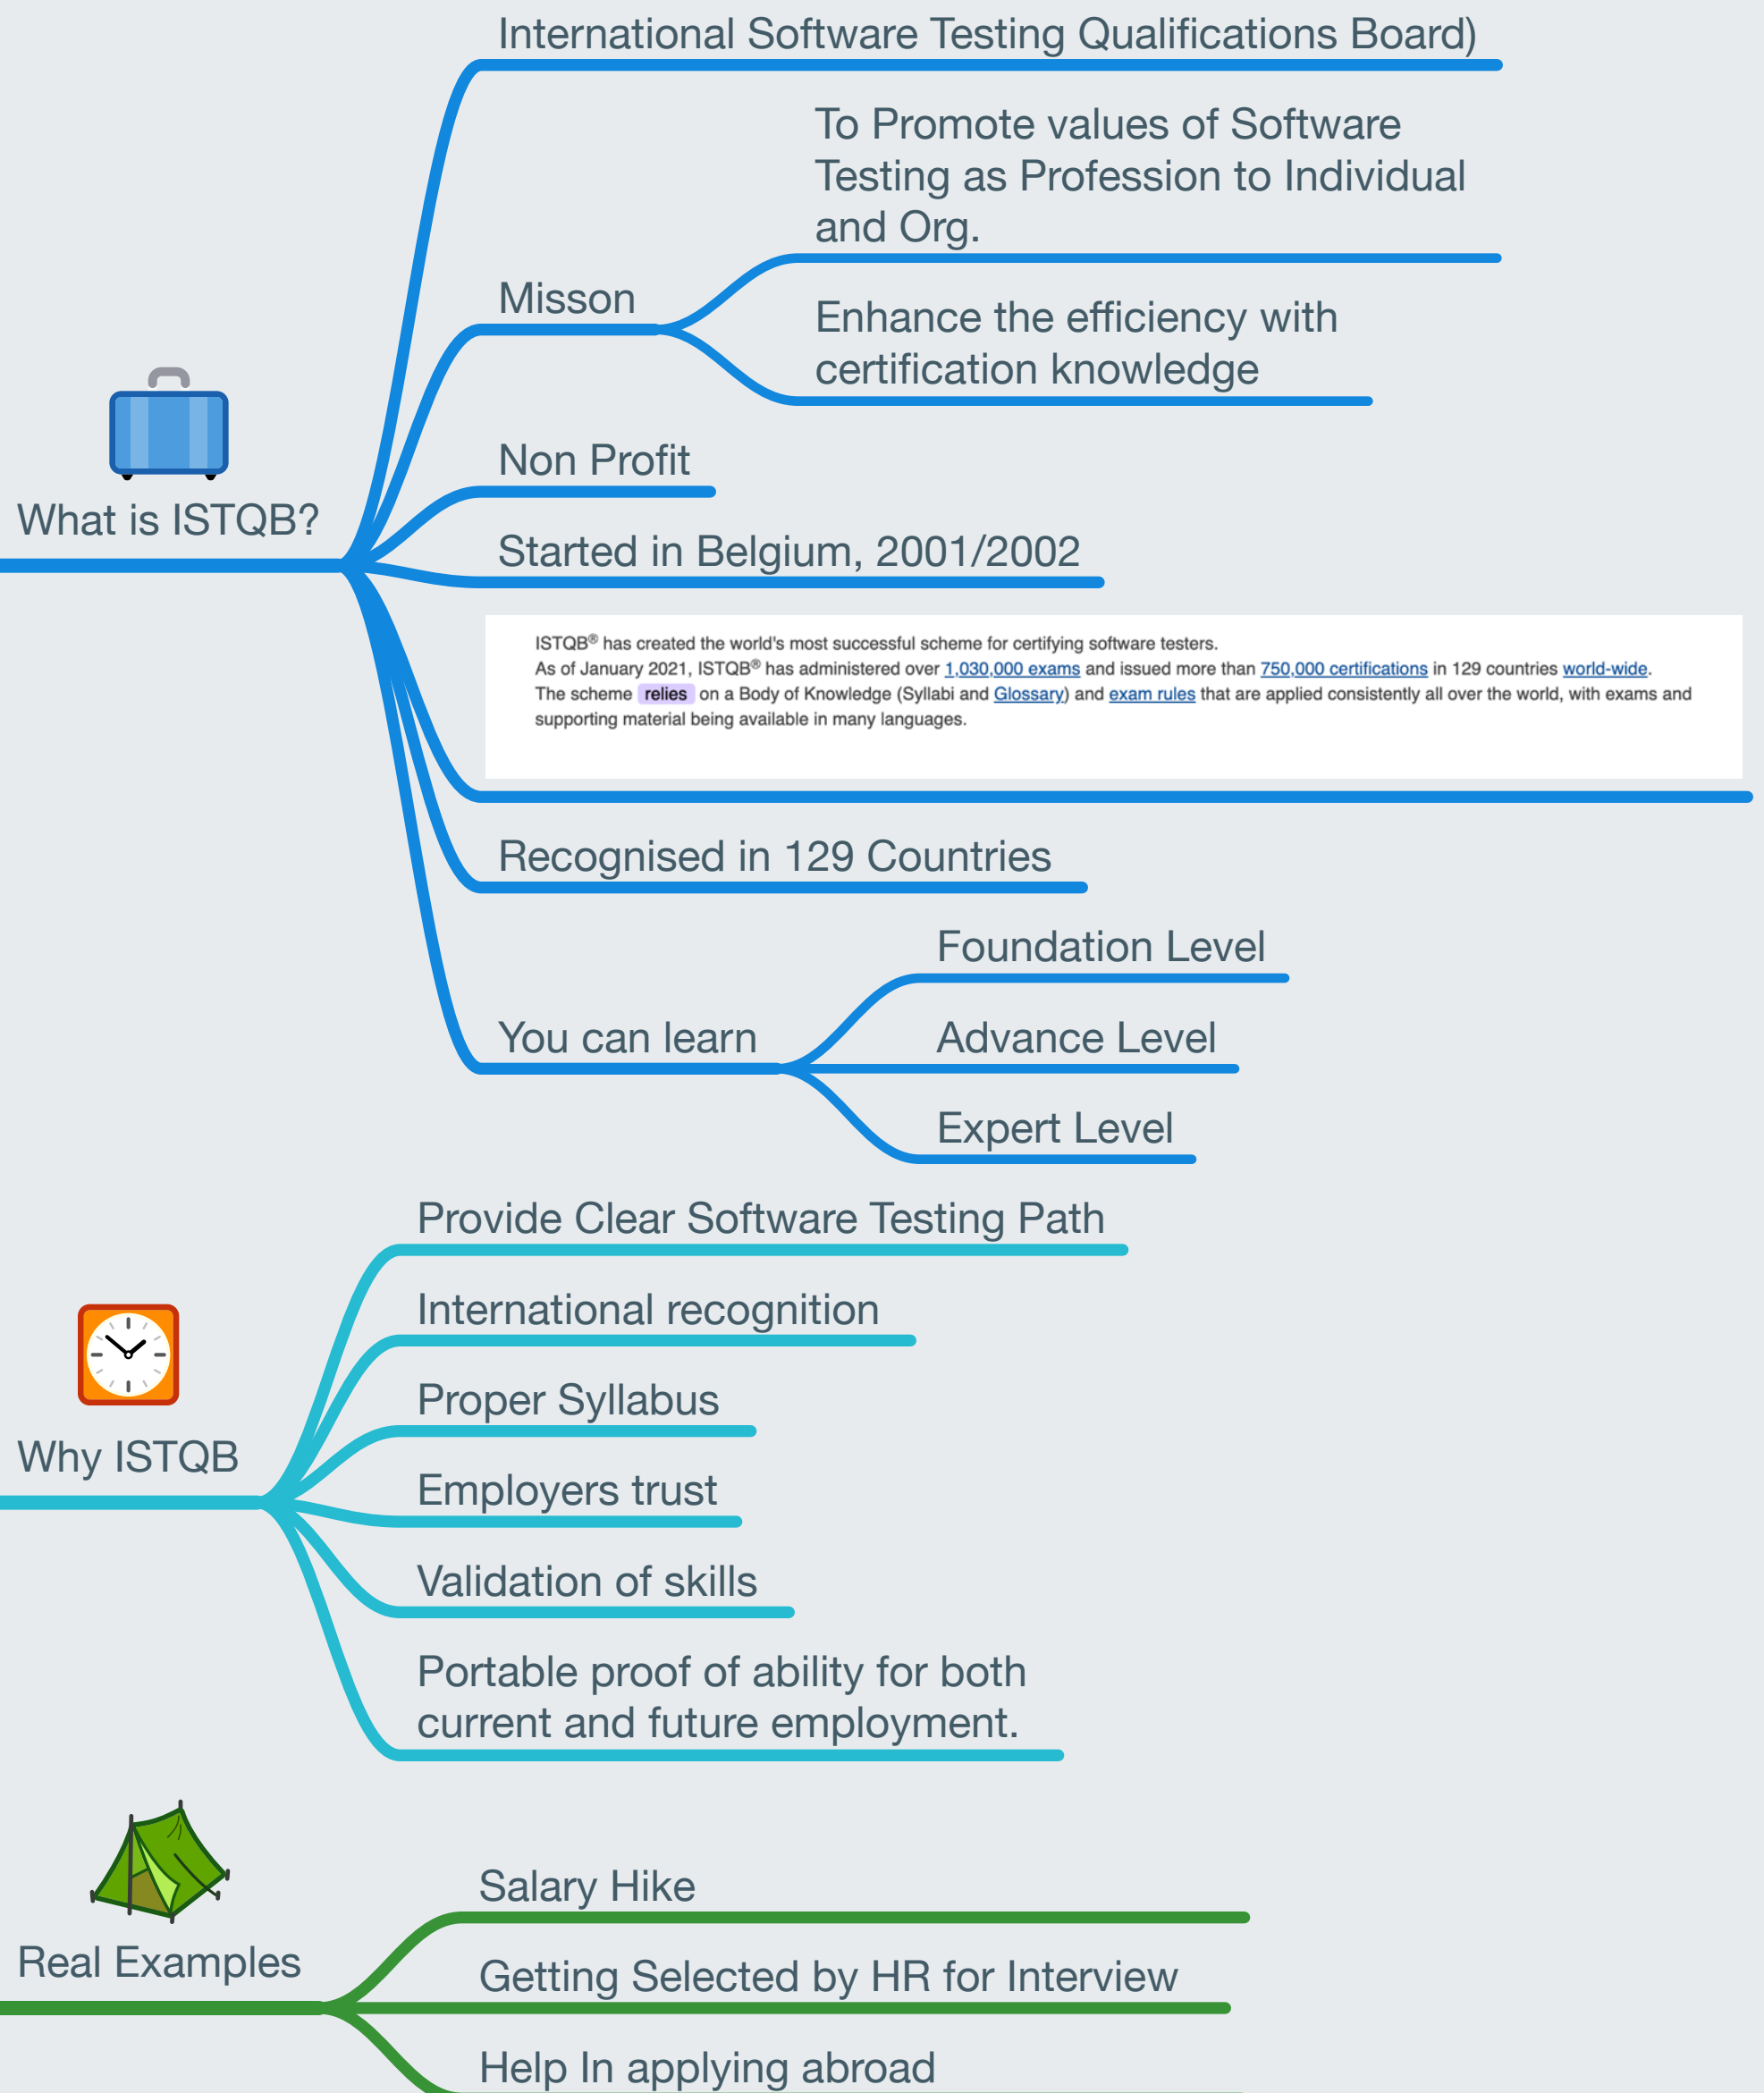 International Software Testing Qualifications Board)
To Promote values of Software
Testing as Profession to Individual
and Org.
Misson
Enhance the efficiency with
certification knowledge
Non Profit
What is ISTQB?
Started in Belgium, 2001/2002
ISTQB® has created the world's most successful scheme for certifying software testers.
As of January 2021, ISTQB® has administered over 1,030,000 exams and issued more than 750,000 certifications in 129 countries world-wide.
The scheme relies on a Body of Knowledge (Syllabi and Glossary) and exam rules that are applied consistently all over the world, with exams and
supporting material being available in many languages.
Recognised in 129 Countries
You can learn
Foundation Level
Advance Level
Expert Level
Why ISTQB
Provide Clear Software Testing Path
International recognition
Proper Syllabus
Employers trust
Validation of skills
Portable proof of ability for both
current and future employment.
Real Examples
Salary Hike
Getting Selected by HR for Interview
Help In applying abroad